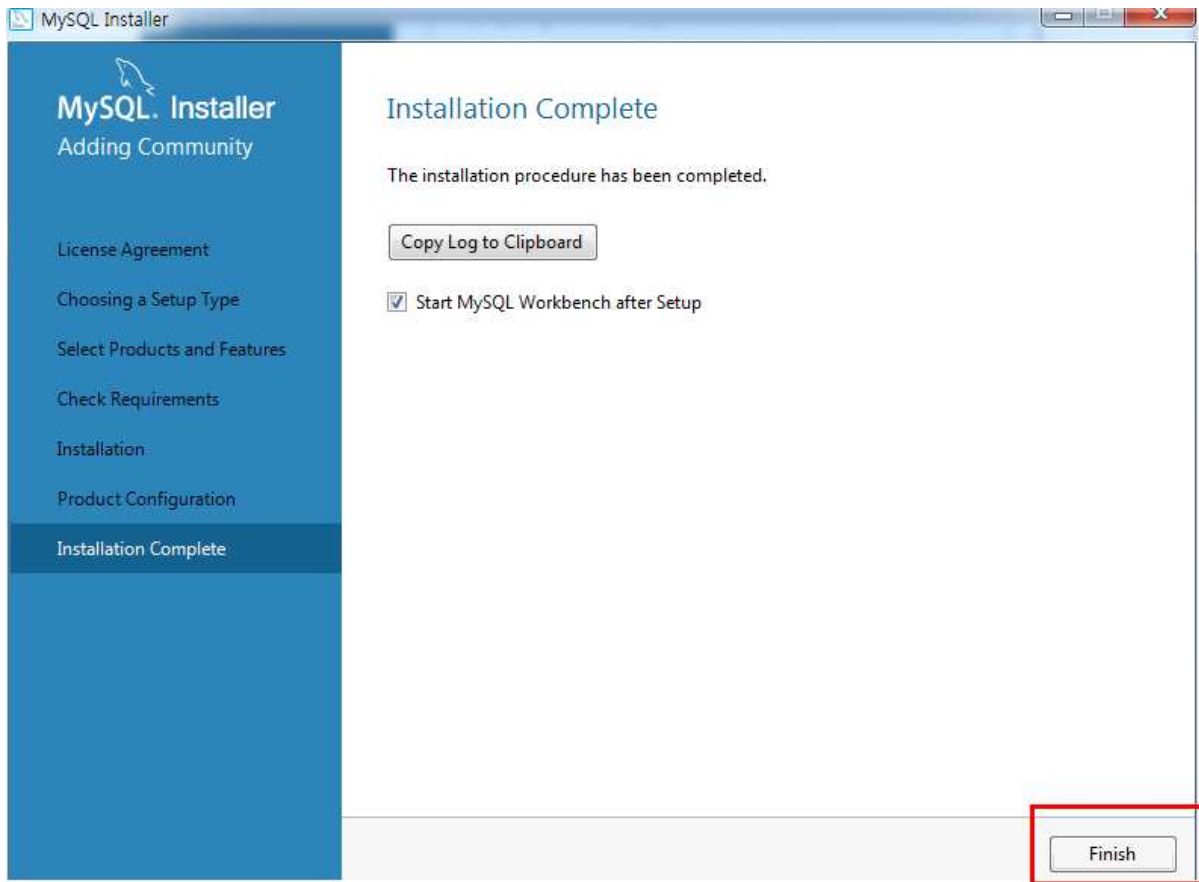 MySQL Installer
MySQL. Installer
Adding Community
License Agreement
Choosing a Setup Type
Select Products and Features
Check Requirements
Installation
Product Configuration
Installation Complete
Installation Complete
The installation procedure has been completed.
Copy Log to Clipboard
Start MySQL Workbench after Setup
Finish